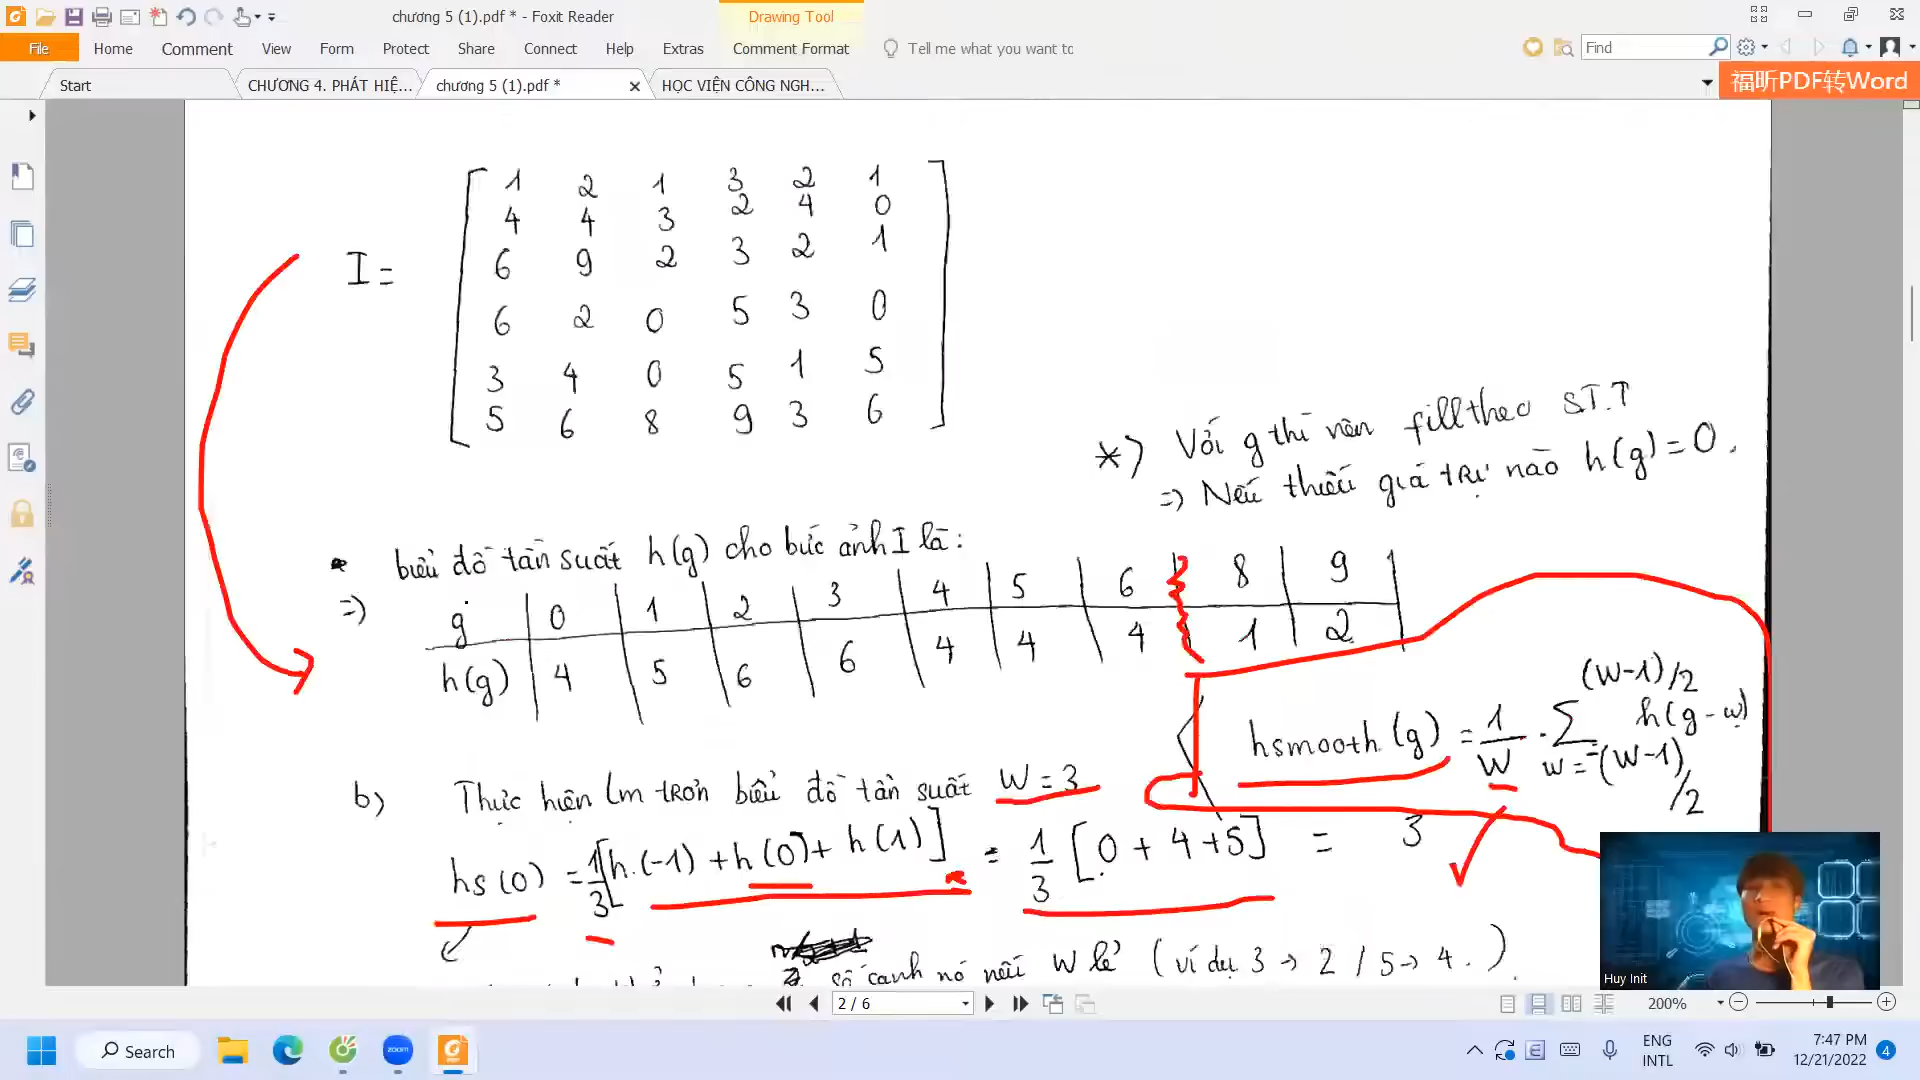 chương 5 (1).pdf * - Foxit Reader
Drawing Tool
File Home Comment View Form Protect Share Connect Help Extras Comment Format Tell me what you want to Find
Start CHƯƠNG 4. PHÁT HIỆ... chương 5 (1).pdf * HỌC VIỆN CÔNG NGH...
福昕PDF转Word
1 2 1 3 2 1
4 4 3 2 4 0
6 9 2 3 2 1
I =
6 2 0 5 3 0
3 4 0 5 1 5
5 6 8 9 3 6
*) Với g thì nên fill theo S.T.T
=) Nếu thiếu giá trị nào h(g) = 0.
* biểu đồ tần suất h(g) cho bức ảnh I là:
=) g 0 1 2 3 4 5 6 8 9
h(g) 4 5 6 6 4 4 4 1 2
hsmooth(g) = 1/W . Σ h(g-w)
(W-1)/2
w = -(W-1)/2
b) Thực hiện Lm trơn biểu đồ tần suất W = 3
hs(0) = 1/3 [h(-1) + h(0) + h(1)] = 1/3 [0 + 4 + 5] = 3
số cạnh nó nếu W lẻ (ví dụ 3 → 2 / 5 → 4.)
Huy Init
2 / 6
200%
Search
zoom
ENG
INTL
7:47 PM
12/21/2022
4